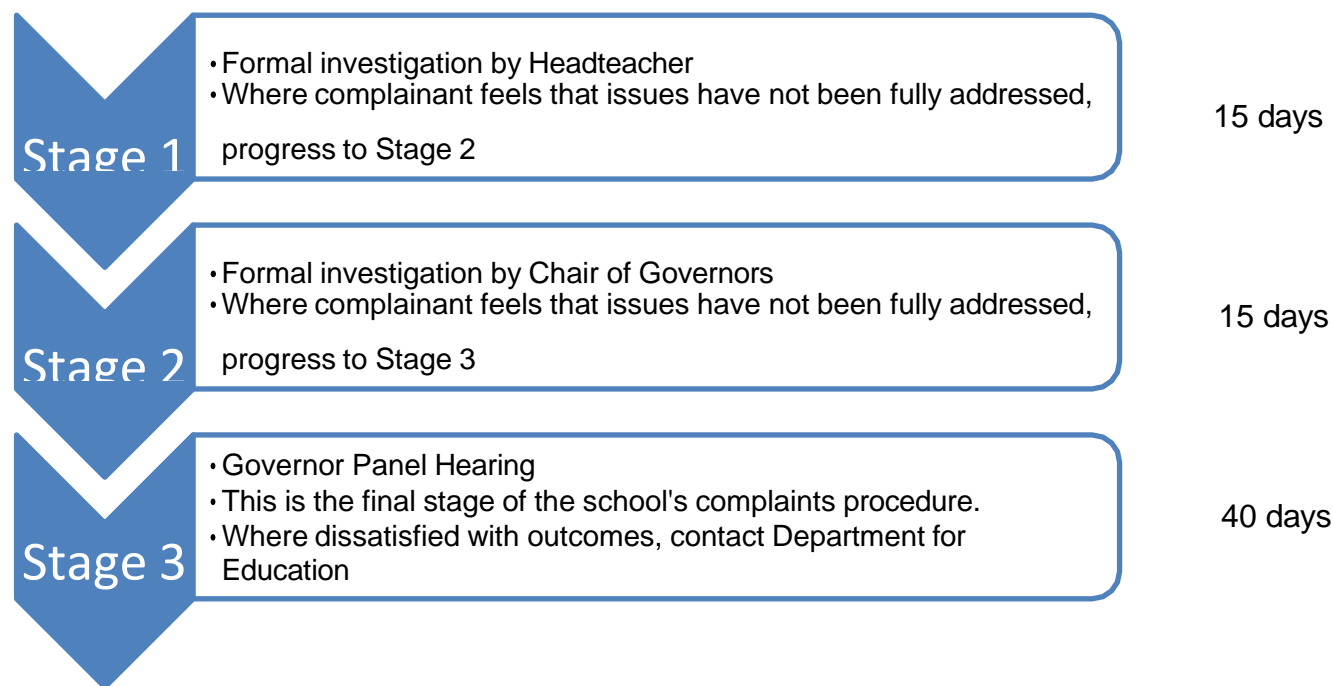 Stage 1
• Formal investigation by Headteacher
• Where complainant feels that issues have not been fully addressed,
progress to Stage 2
15 days
Stage 2
• Formal investigation by Chair of Governors
• Where complainant feels that issues have not been fully addressed,
progress to Stage 3
15 days
Stage 3
• Governor Panel Hearing
• This is the final stage of the school's complaints procedure.
• Where dissatisfied with outcomes, contact Department for
Education
40 days